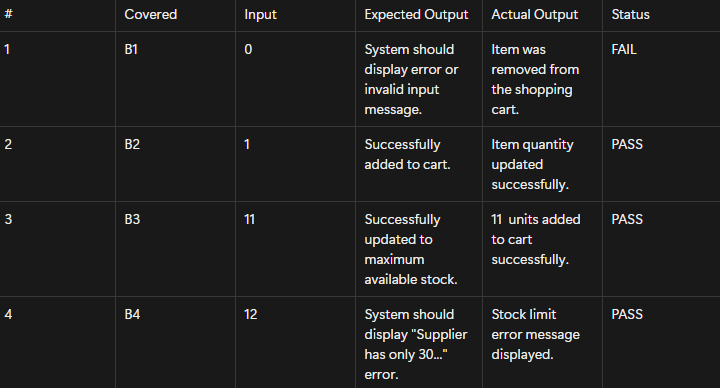 # Covered Input Expected Output Actual Output Status
1 B1 0 System should Item was FAIL
display error or removed from
invalid input the shopping
message. cart.
2 B2 1 Successfully Item quantity PASS
added to cart. updated
successfully.
3 B3 11 Successfully 11 units added PASS
updated to to cart
maximum successfully.
available stock.
4 B4 12 System should Stock limit PASS
display "Supplier error message
has only 30..." displayed.
error.